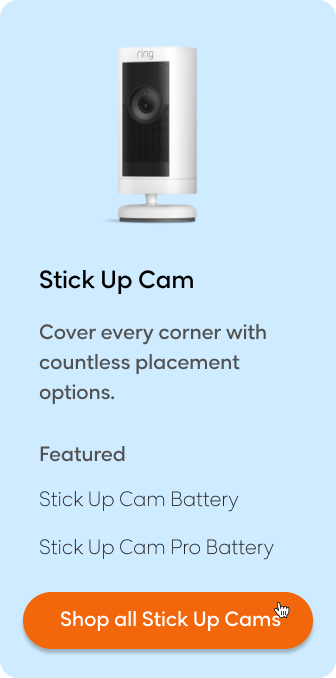 ring
Stick Up Cam
Cover every corner with
countless placement
options.
Featured
Stick Up Cam Battery
Stick Up Cam Pro Battery
Shop all Stick Up Cams